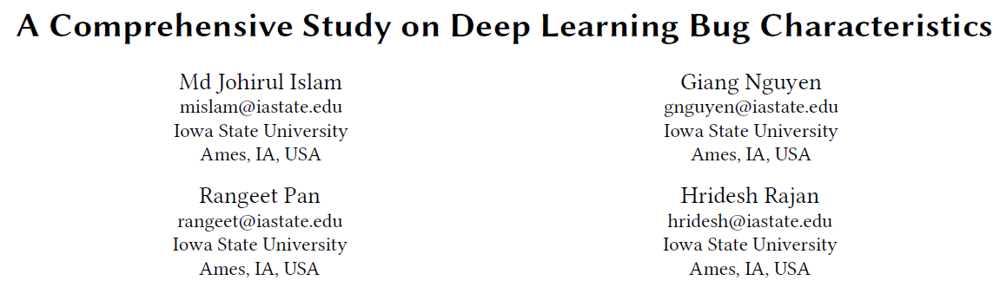 A Comprehensive Study on Deep Learning Bug Characteristics
Md Johirul Islam
mislam@iastate.edu
Iowa State University
Ames, IA, USA
Giang Nguyen
gnguyen@iastate.edu
Iowa State University
Ames, IA, USA
Rangeet Pan
rangeet@iastate.edu
Iowa State University
Ames, IA, USA
Hridesh Rajan
hridesh@iastate.edu
Iowa State University
Ames, IA, USA